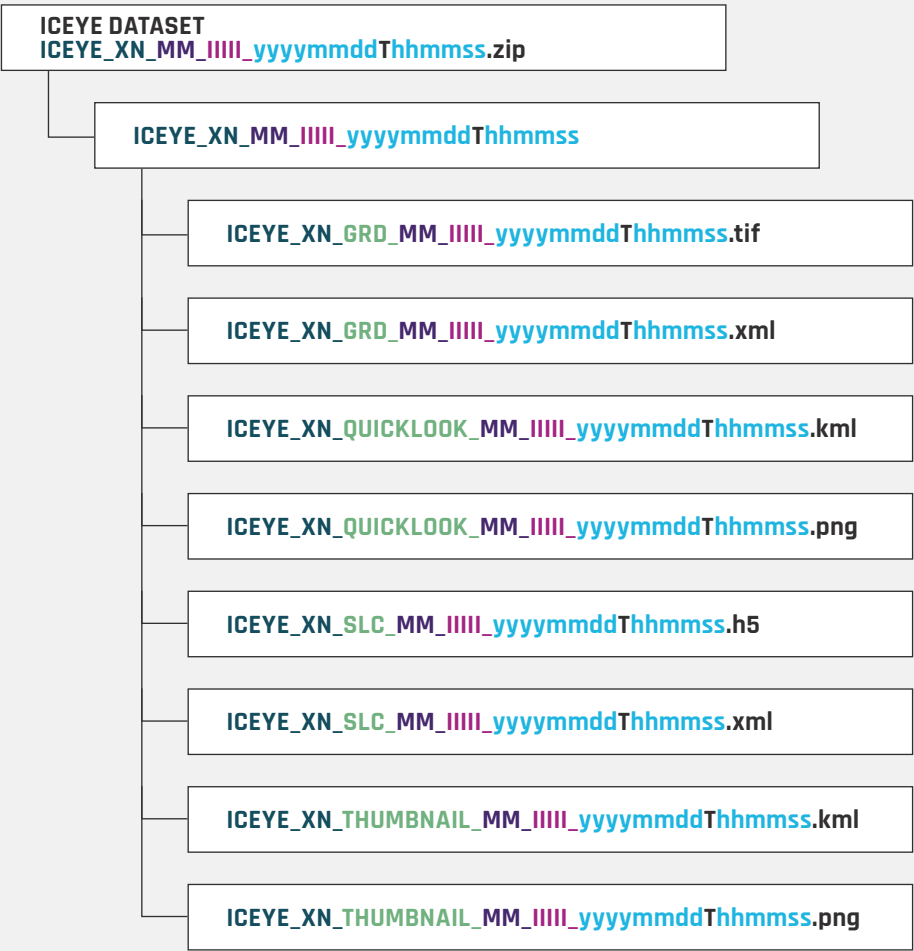 ICEYE DATASET
ICEYE_XN_MM_IIIII_yyyymmddThhmmss.zip
ICEYE_XN_MM_IIIII_yyyymmddThhmmss
ICEYE_XN_GRD_MM_IIIII_yyyymmddThhmmss.tif
ICEYE_XN_GRD_MM_IIIII_yyyymmddThhmmss.xml
ICEYE_XN_QUICKLOOK_MM_IIIII_yyyymmddThhmmss.kml
ICEYE_XN_QUICKLOOK_MM_IIIII_yyyymmddThhmmss.png
ICEYE_XN_SLC_MM_IIIII_yyyymmddThhmmss.h5
ICEYE_XN_SLC_MM_IIIII_yyyymmddThhmmss.xml
ICEYE_XN_THUMBNAIL_MM_IIIII_yyyymmddThhmmss.kml
ICEYE_XN_THUMBNAIL_MM_IIIII_yyyymmddThhmmss.png